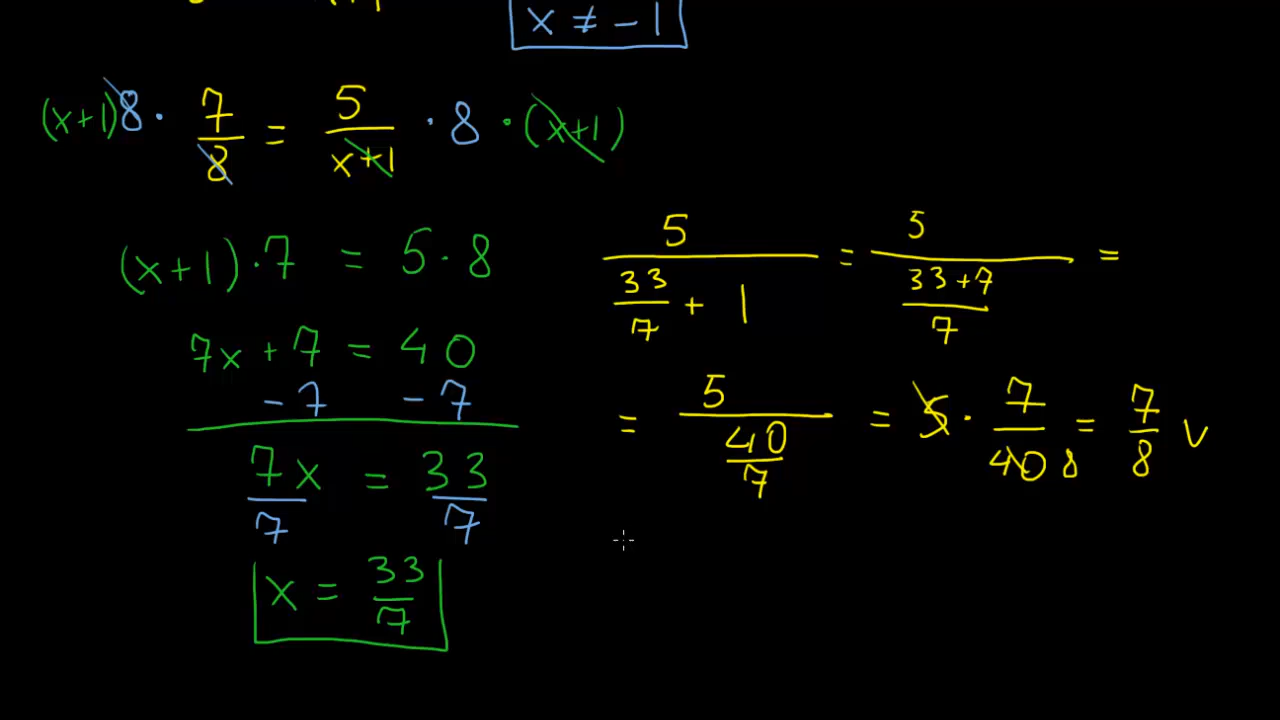 x ≠ -1
(x+1) 8 · 7/8 = 5/(x+1) · 8 · (x+1)
(x+1) · 7 = 5 · 8
7x + 7 = 40
-7 -7
7x/7 = 33/7
x = 33/7
5/(33/7 + 1) = 5/((33+7)/7) =
= 5/(40/7) = 5 · 7/40 8 = 7/8 v